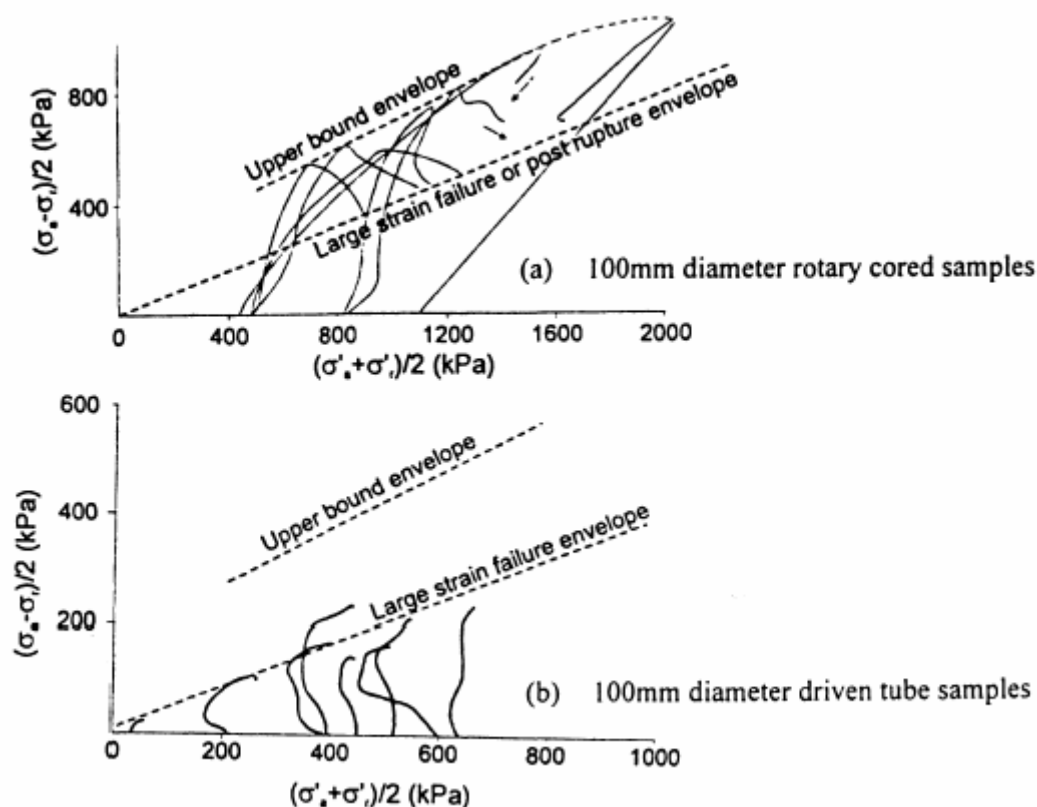 800
400
(σₐ-σᵣ)/2 (kPa)
Upper bound envelope
Large strain failure or post rupture envelope
(a) 100mm diameter rotary cored samples
0 400 800 1200 1600 2000
(σ'ₐ+σ'ᵣ)/2 (kPa)
600
400
200
(σₐ-σᵣ)/2 (kPa)
Upper bound envelope
Large strain failure envelope
(b) 100mm diameter driven tube samples
0 200 400 600 800 1000
(σ'ₐ+σ'ᵣ)/2 (kPa)